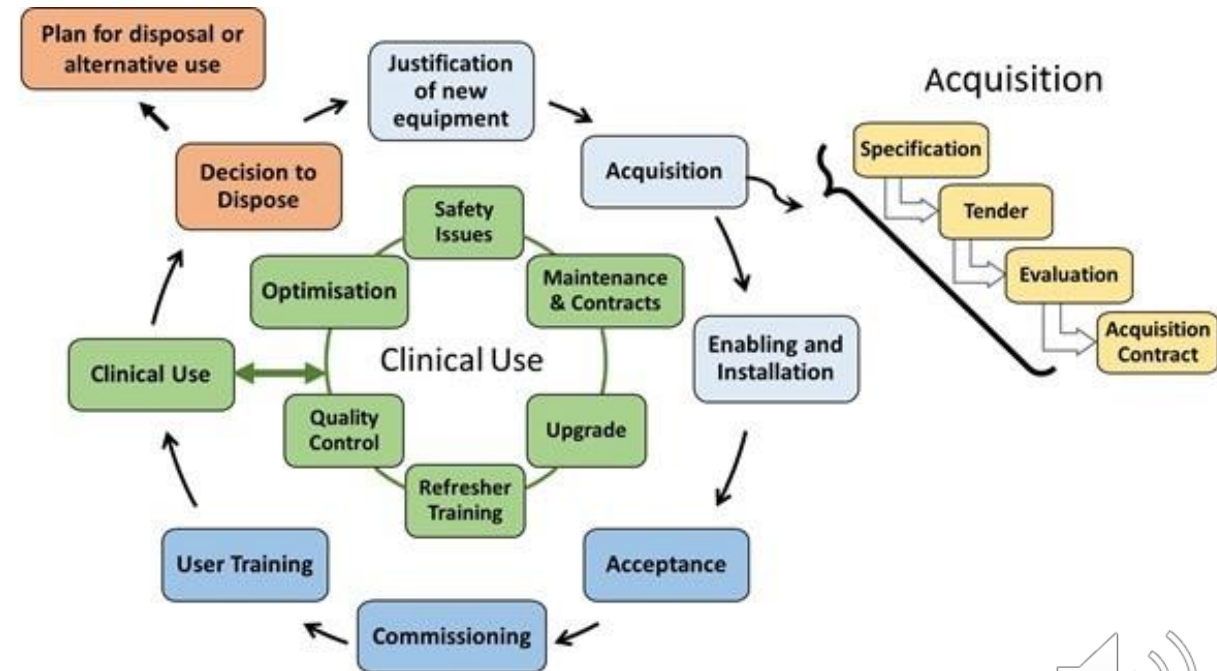 Plan for disposal or
alternative use
Justification
of new
equipment
Acquisition
Decision to
Dispose
Acquisition
Specification
Tender
Evaluation
Acquisition
Contract
Safety
Issues
Optimisation
Maintenance
& Contracts
Clinical Use
Clinical Use
Enabling and
Installation
Quality
Control
Upgrade
Refresher
Training
User Training
Acceptance
Commissioning